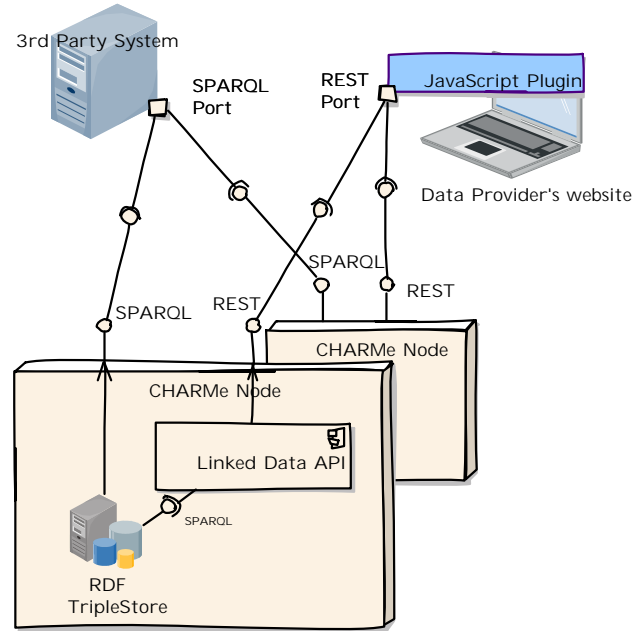 3rd Party System
SPARQL
Port
REST
Port
JavaScript Plugin
Data Provider's website
SPARQL
REST
SPARQL
REST
CHARMe Node
CHARMe Node
Linked Data API
SPARQL
RDF
TripleStore